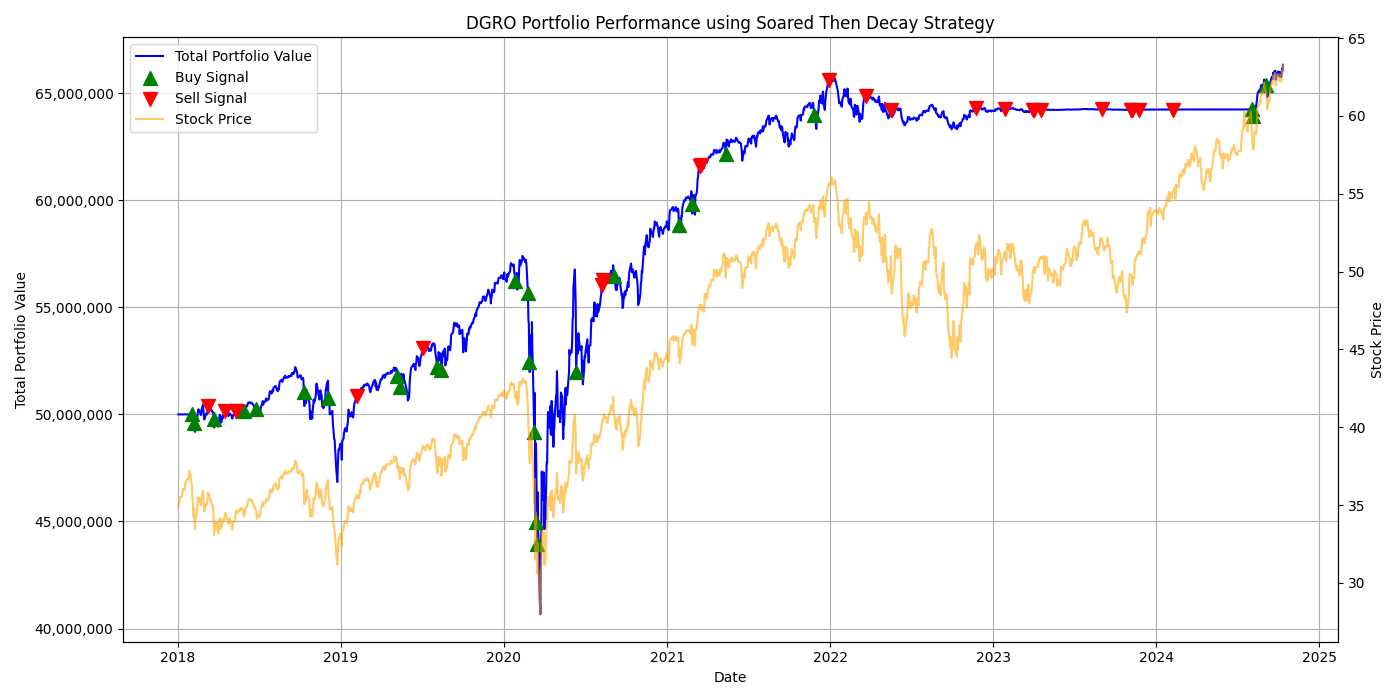 DGRO Portfolio Performance using Soared Then Decay Strategy
Total Portfolio Value
Buy Signal
Sell Signal
Stock Price
65,000,000
60,000,000
55,000,000
50,000,000
45,000,000
40,000,000
Total Portfolio Value
65
60
55
50
45
40
35
30
Stock Price
2018
2019
2020
2021
2022
2023
2024
2025
Date